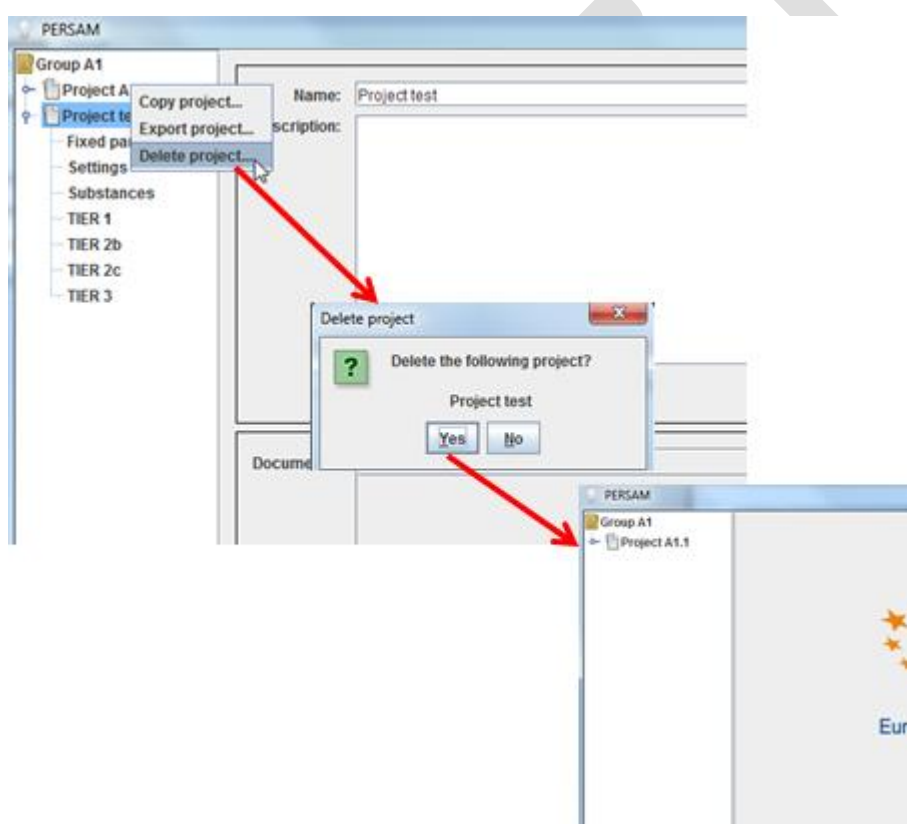 PERSAM
Group A1
Project A
Project te
Fixed par
Settings
Substances
TIER 1
TIER 2b
TIER 2c
TIER 3
Copy project...
Export project...
Delete project...
Name: Project test
scription:
Delete project
Delete the following project?
Project test
Yes No
Docume
PERSAM
Group A1
Project A1.1
Eur